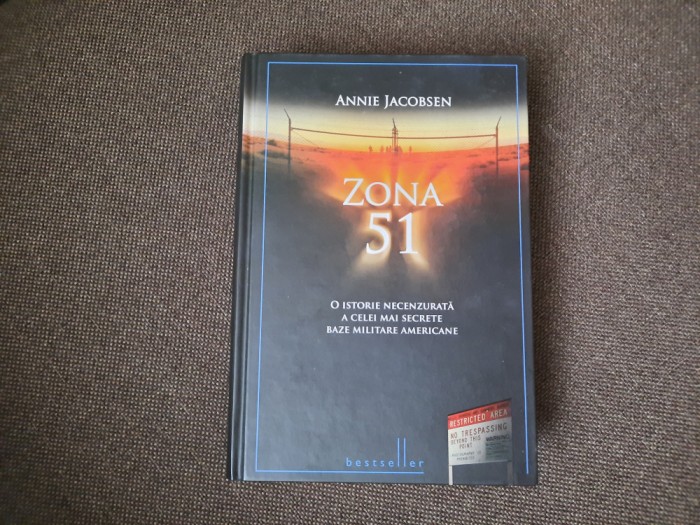 ANNIE JACOBSEN
ZONA
51
O ISTORIE NECENZURATĂ
A CELEI MAI SECRETE
BAZE MILITARE AMERICANE
RESTRICTED AREA
NO TRESPASSING
BEYOND THIS
POINT
bestseller